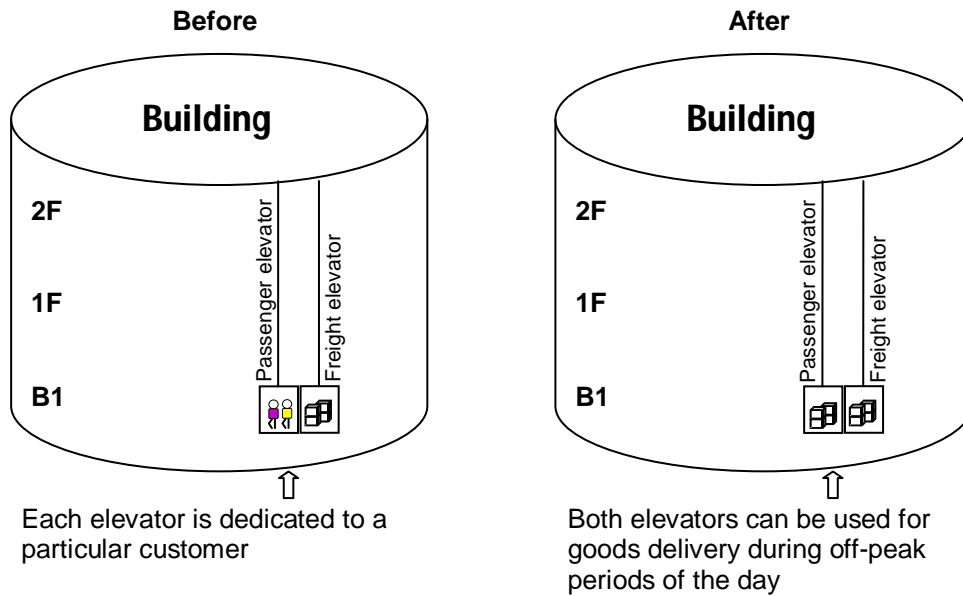 Before
Building
2F
1F
B1
Passenger elevator
Freight elevator
Each elevator is dedicated to a
particular customer
After
Building
2F
1F
B1
Passenger elevator
Freight elevator
Both elevators can be used for
goods delivery during off-peak
periods of the day